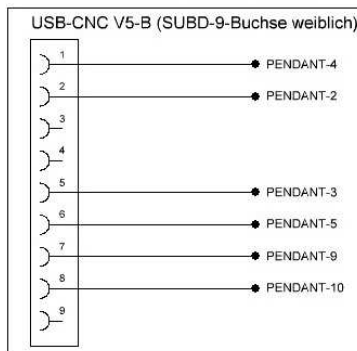 USB-CNC V5-B (SUBD-9-Buchse weiblich)
1 PENDANT-4
2 PENDANT-2
3
4
5 PENDANT-3
6 PENDANT-5
7 PENDANT-9
8 PENDANT-10
9